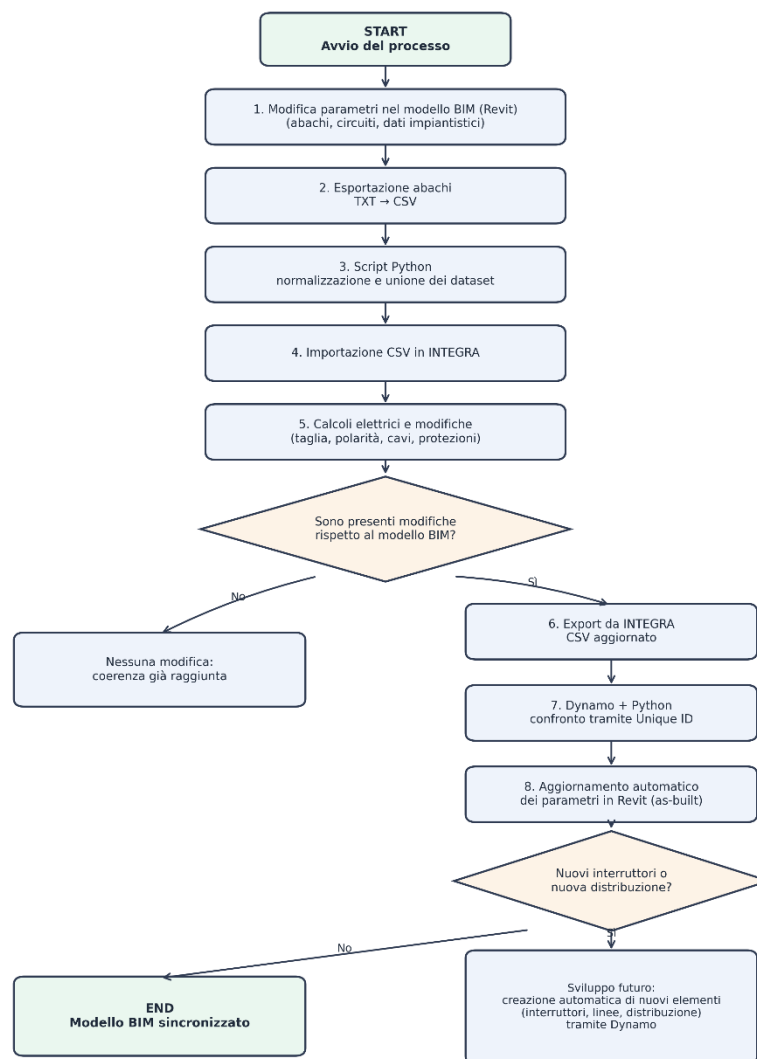 START
Avvio del processo
1. Modifica parametri nel modello BIM (Revit)
(abachi, circuiti, dati impiantistici)
2. Esportazione abachi
TXT → CSV
3. Script Python
normalizzazione e unione dei dataset
4. Importazione CSV in INTEGRA
5. Calcoli elettrici e modifiche
(taglia, polarità, cavi, protezioni)
Sono presenti modifiche
rispetto al modello BIM?
No
Sì
Nessuna modifica:
coerenza già raggiunta
6. Export da INTEGRA
CSV aggiornato
7. Dynamo + Python
confronto tramite Unique ID
8. Aggiornamento automatico
dei parametri in Revit (as-built)
Nuovi interruttori o
nuova distribuzione?
No
Sì
END
Modello BIM sincronizzato
Sviluppo futuro:
creazione automatica di nuovi elementi
(interruttori, linee, distribuzione)
tramite Dynamo